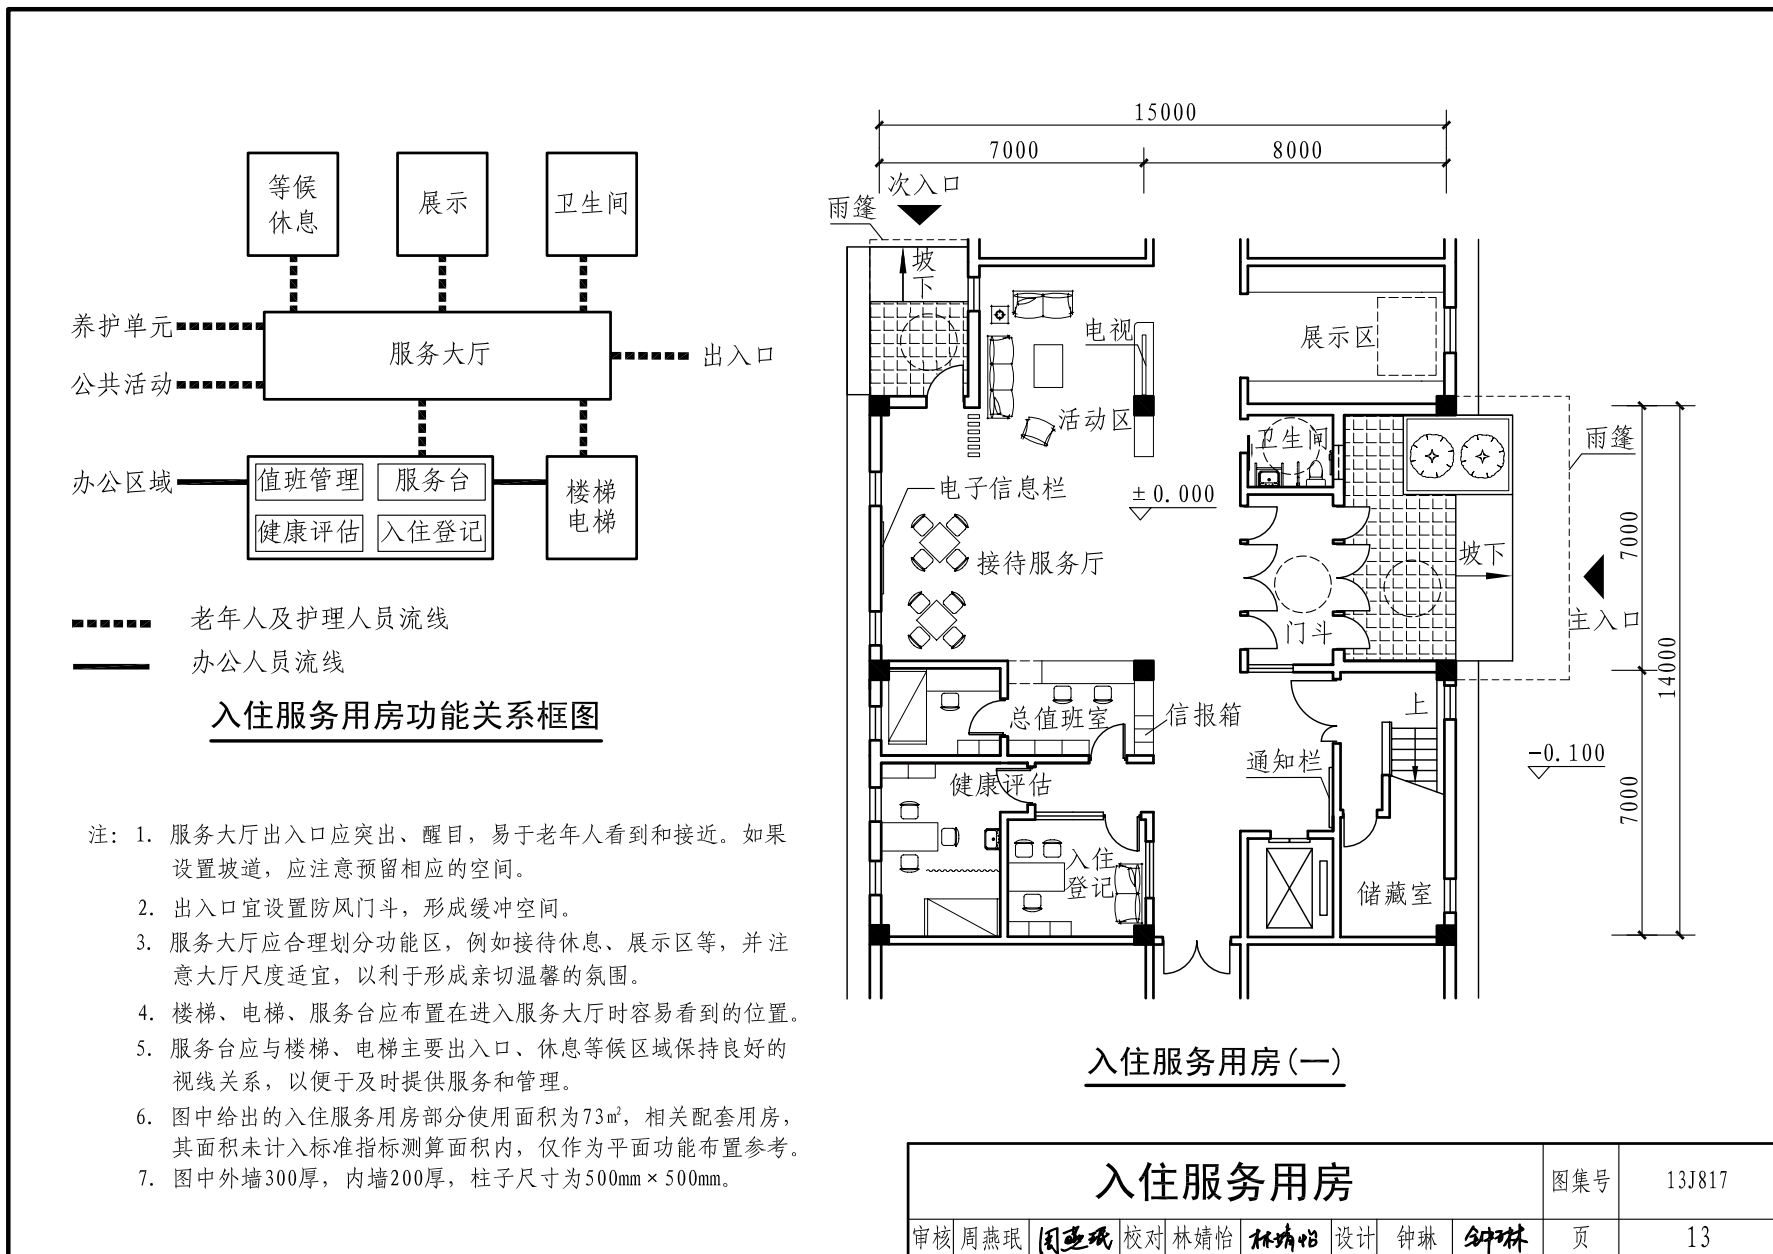 等候
休息
展示
卫生间
养护单元
服务大厅
出入口
公共活动
办公区域
值班管理
服务台
健康评估
入住登记
楼梯
电梯
老年人及护理人员流线
办公人员流线
入住服务用房功能关系框图
注：1. 服务大厅出入口应突出、醒目，易于老年人看到和接近。如果
设置坡道，应注意预留相应的空间。
2. 出入口宜设置防风门斗，形成缓冲空间。
3. 服务大厅应合理划分功能区，例如接待休息、展示区等，并注
意大厅尺度适宜，以利于形成亲切温馨的氛围。
4. 楼梯、电梯、服务台应布置在进入服务大厅时容易看到的位置。
5. 服务台应与楼梯、电梯主要出入口、休息等候区域保持良好的
视线关系，以便于及时提供服务和管理。
6. 图中给出的入住服务用房部分使用面积为73㎡，相关配套用房，
其面积未计入标准指标测算面积内，仅作为平面功能布置参考。
7. 图中外墙300厚，内墙200厚，柱子尺寸为500mm×500mm。
15000
7000
8000
次入口
雨篷
坡
下
电视
展示区
活动区
卫生间
雨篷
电子信息栏
±0.000
接待服务厅
坡下
7000
门斗
主入口
14000
总值班室
信报箱
上
通知栏
-0.100
健康评估
7000
入住
登记
储藏室
入住服务用房(一)
入住服务用房
图集号
13J817
审核
周燕珉
周燕珉
校对
林婧怡
林婧怡
设计
钟琳
钟琳
页
13